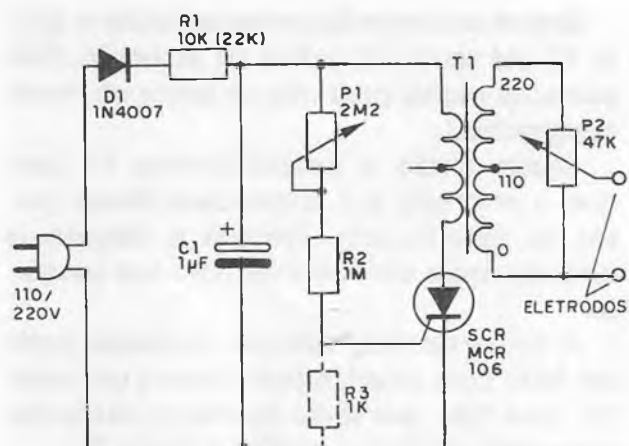 R1
10K (22K)
D1
1N4007
P1
2M2
T1
220
P2
47K
110
0
C1
1µF
+
R2
1M
110/
220V
ELETRODOS
SCR
MCR
106
R3
1K